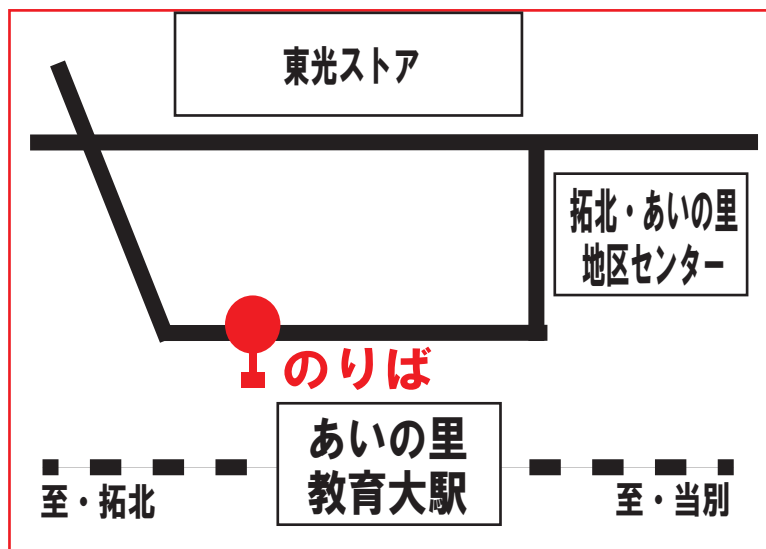 東光ストア
拓北・あいの里
地区センター
のりば
あいの里
教育大駅
至・拓北
至・当別